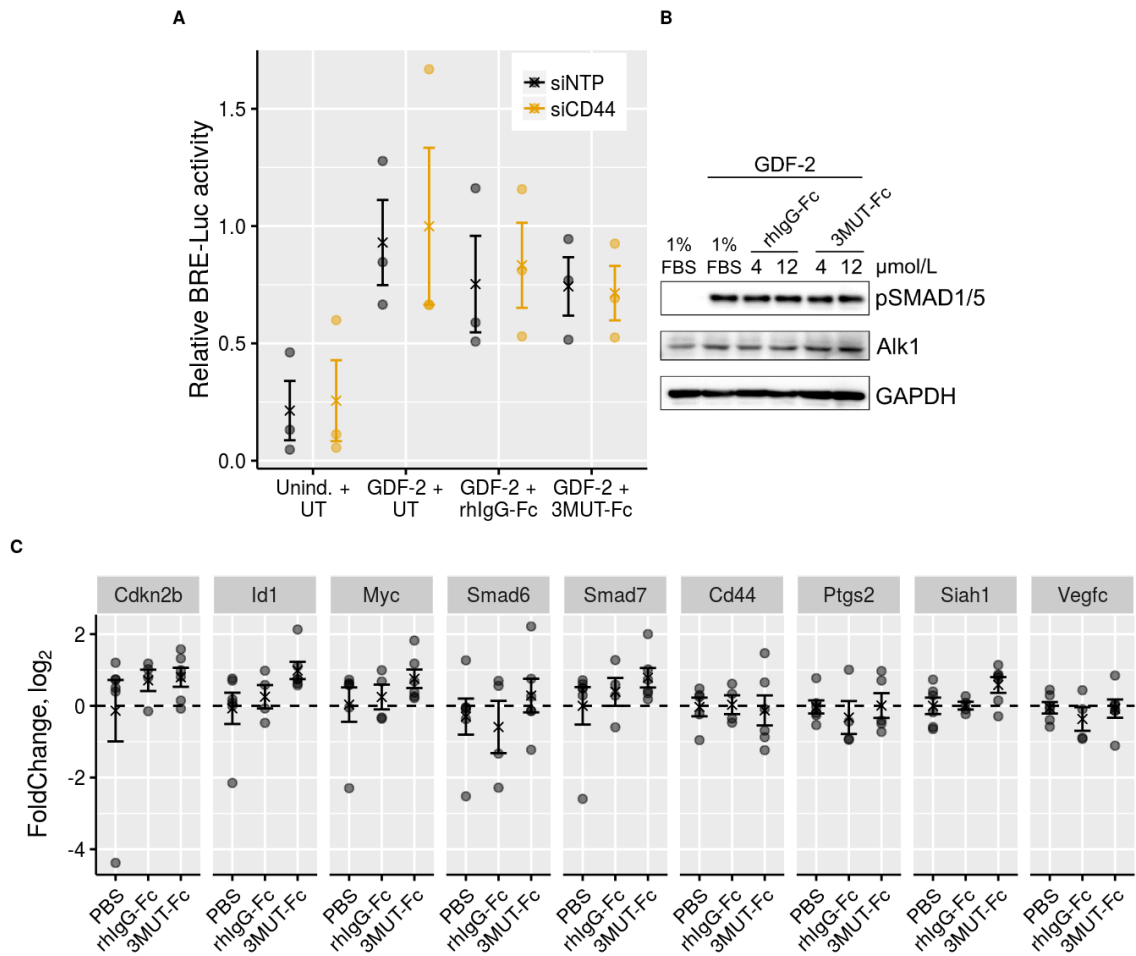 A
Relative BRE-Luc activity
1.5
1.0
0.5
0.0
siNTP
siCD44
Unind. +
UT
GDF-2 +
UT
GDF-2 +
rhIgG-Fc
GDF-2 +
3MUT-Fc
B
GDF-2
rhIgG-Fc
3MUT-Fc
1%
FBS
1%
FBS
4
12
4
12
µmol/L
pSMAD1/5
Alk1
GAPDH
C
FoldChange, log2
2
0
-2
-4
Cdkn2b
Id1
Myc
Smad6
Smad7
Cd44
Ptgs2
Siah1
Vegfc
PBS
rhIgG-Fc
3MUT-Fc
PBS
rhIgG-Fc
3MUT-Fc
PBS
rhIgG-Fc
3MUT-Fc
PBS
rhIgG-Fc
3MUT-Fc
PBS
rhIgG-Fc
3MUT-Fc
PBS
rhIgG-Fc
3MUT-Fc
PBS
rhIgG-Fc
3MUT-Fc
PBS
rhIgG-Fc
3MUT-Fc
PBS
rhIgG-Fc
3MUT-Fc